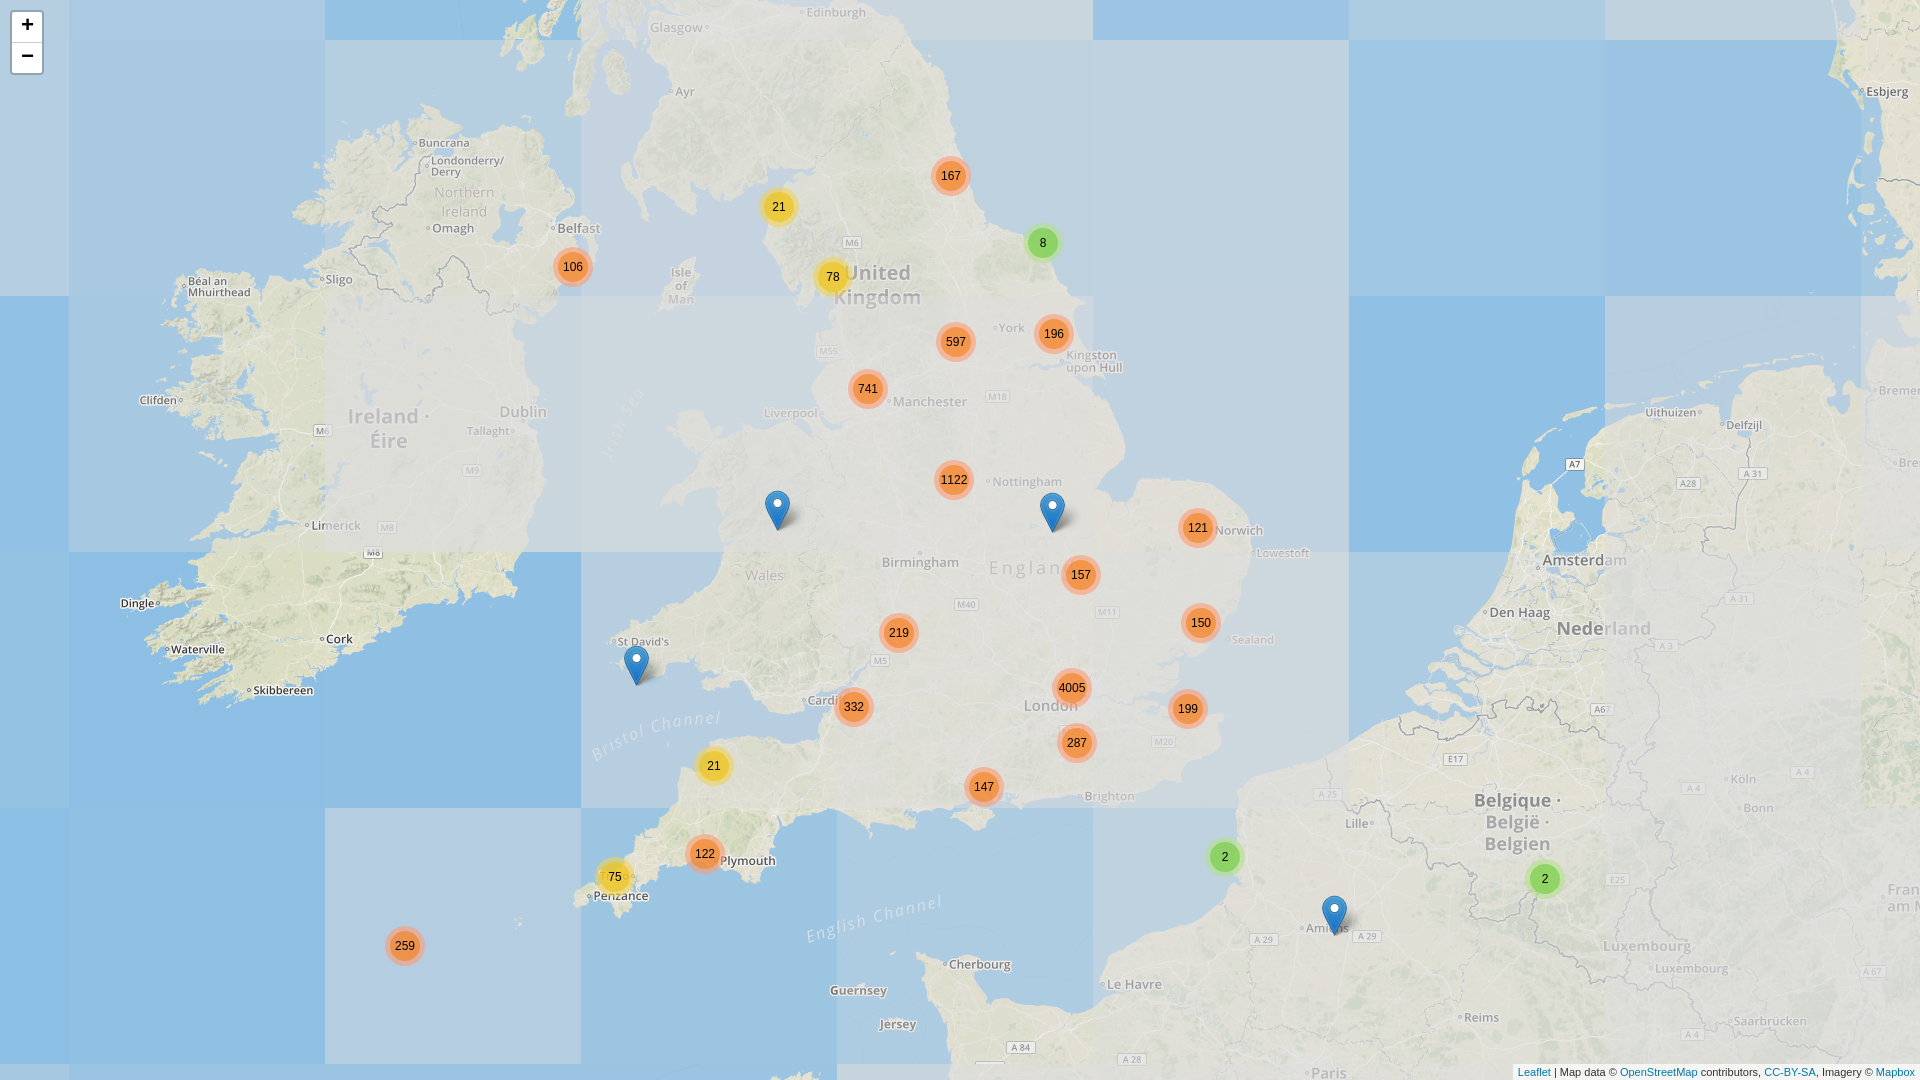 +
−
Glasgow
Edinburgh
Ayr
Esbjerg
Buncrana
Londonderry/
Derry
Northern
Ireland
Omagh
Belfast
167
21
8
M6
106
78
United
Kingdom
Isle
of
Man
Béal an
Mhuirthead
Sligo
597
York
196
M55
Kingston
upon Hull
741
Manchester
M18
Liverpool
Clifden
Ireland ·
Éire
Dublin
Tallaght
M6
M9
Irish Sea
Uithuizen
Delfzijl
A7
A 31
A28
1122
Nottingham
121
Norwich
Lowestoft
Limerick
M8
M8
Birmingham
England
157
Wales
M40
M11
150
Sealand
219
Amsterdam
Den Haag
Nederland
A 31
A 3
Dingle
Waterville
Cork
Skibbereen
St David's
M5
Cardiff
332
4005
London
199
287
M20
A67
E17
Bristol Channel
21
147
Brighton
A 25
Lille
Belgique ·
België ·
Belgien
Köln
A 4
Bonn
122
Plymouth
75
Penzance
2
2
E25
259
English Channel
Amiens
A 29
A 29
Luxembourg
Luxembourg
A 67
Cherbourg
Guernsey
Jersey
Le Havre
Reims
Saarbrücken
A 4
A 84
A 28
Paris
Leaflet | Map data © OpenStreetMap contributors, CC-BY-SA, Imagery © Mapbox